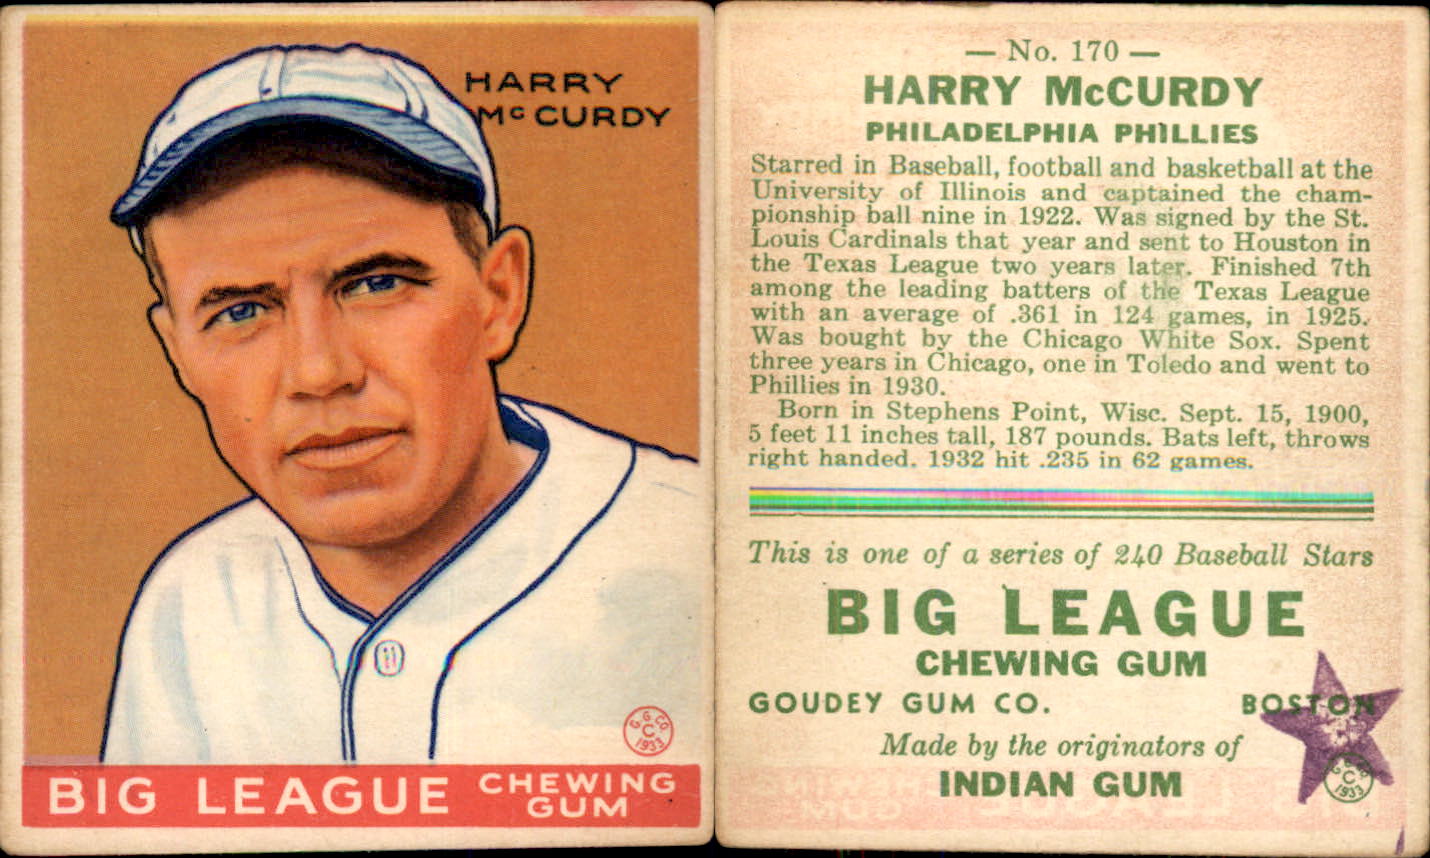 HARRY
McCURDY
G.G.CO.
C
1933
BIG LEAGUE CHEWING
GUM
— No. 170 —
HARRY McCURDY
PHILADELPHIA PHILLIES
Starred in Baseball, football and basketball at the
University of Illinois and captained the cham-
pionship ball nine in 1922. Was signed by the St.
Louis Cardinals that year and sent to Houston in
the Texas League two years later. Finished 7th
among the leading batters of the Texas League
with an average of .361 in 124 games, in 1925.
Was bought by the Chicago White Sox. Spent
three years in Chicago, one in Toledo and went to
Phillies in 1930.
Born in Stephens Point, Wisc. Sept. 15, 1900,
5 feet 11 inches tall, 187 pounds. Bats left, throws
right handed. 1932 hit .235 in 62 games.
This is one of a series of 240 Baseball Stars
BIG LEAGUE
CHEWING GUM
GOUDEY GUM CO. BOSTON
Made by the originators of
INDIAN GUM
G.G.CO.
C
1933